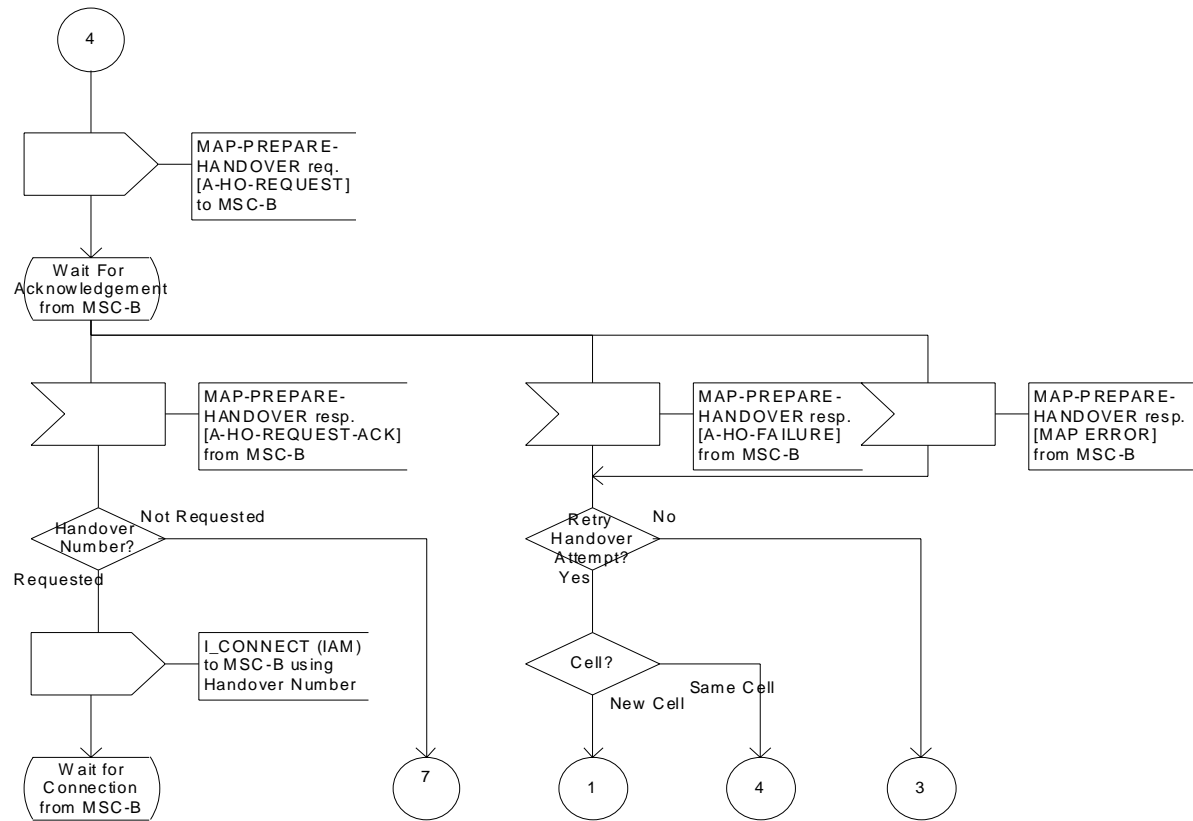 4
MAP-PREPARE-
HANDOVER req.
[A-HO-REQUEST]
to MSC-B
Wait For
Acknowledgement
from MSC-B
MAP-PREPARE-
HANDOVER resp.
[A-HO-REQUEST-ACK]
from MSC-B
MAP-PREPARE-
HANDOVER resp.
[A-HO-FAILURE]
from MSC-B
MAP-PREPARE-
HANDOVER resp.
[MAP ERROR]
from MSC-B
Handover
Number?
Not Requested
Requested
Retry
Handover
Attempt?
No
Yes
I_CONNECT (IAM)
to MSC-B using
Handover Number
Cell?
Same Cell
New Cell
Wait for
Connection
from MSC-B
7
1
4
3